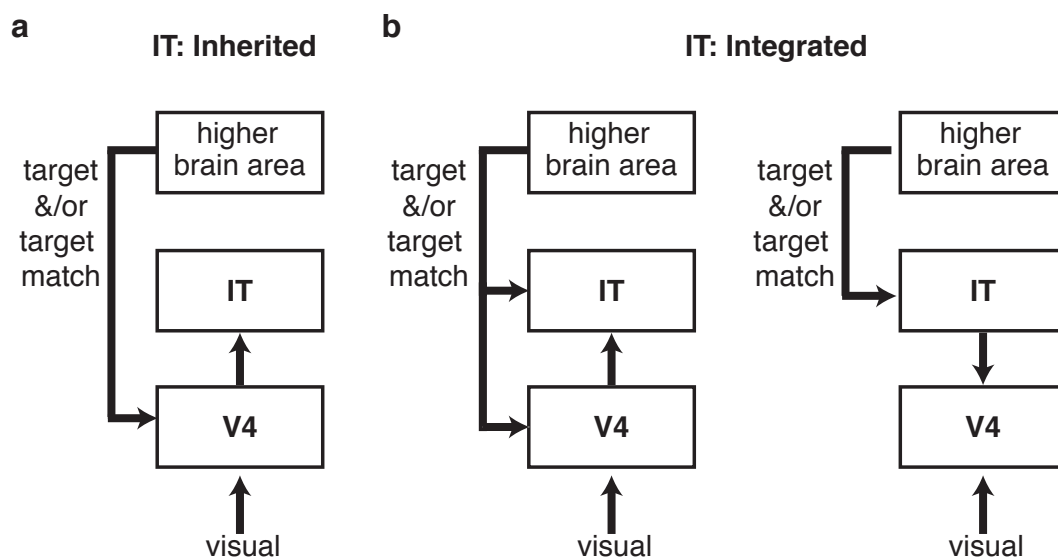 a
IT: Inherited
higher
brain area
target
&/or
target
match
IT
V4
visual
b
IT: Integrated
higher
brain area
target
&/or
target
match
IT
V4
visual
higher
brain area
target
&/or
target
match
IT
V4
visual